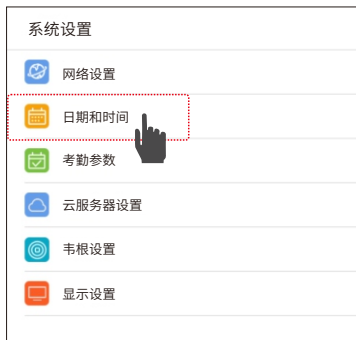 系统设置
网络设置
日期和时间
考勤参数
云服务器设置
韦根设置
显示设置